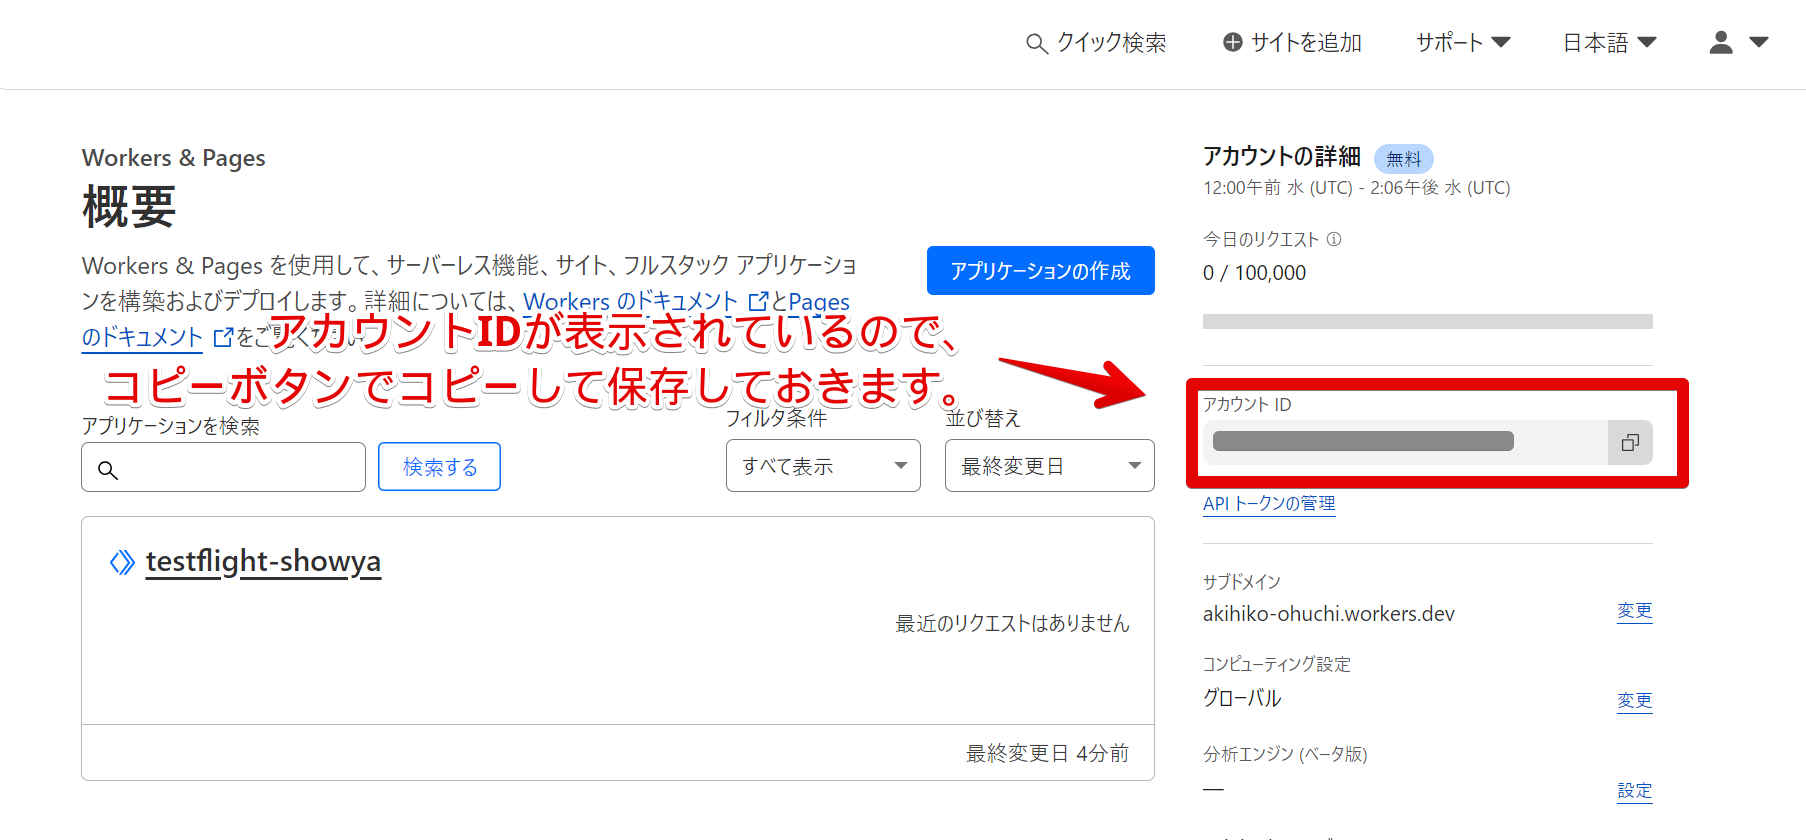 クイック検索
サイトを追加
サポート
日本語
Workers & Pages
概要
Workers & Pages を使用して、サーバーレス機能、サイト、フルスタック アプリケーショ
ンを構築およびデプロイします。詳細については、Workers のドキュメント とPages
のドキュメント をご覧ください
アプリケーションの作成
アカウントIDが表示されているので、
コピーボタンでコピーして保存しておきます。
アプリケーションを検索
検索する
フィルタ条件
すべて表示
並び替え
最終変更日
testflight-showya
最近のリクエストはありません
最終変更日 4分前
アカウントの詳細 無料
12:00午前 水 (UTC) - 2:06午後 水 (UTC)
今日のリクエスト
0 / 100,000
アカウント ID
API トークンの管理
サブドメイン
akihiko-ohuchi.workers.dev
変更
コンピューティング設定
グローバル
変更
分析エンジン (ベータ版)
—
設定